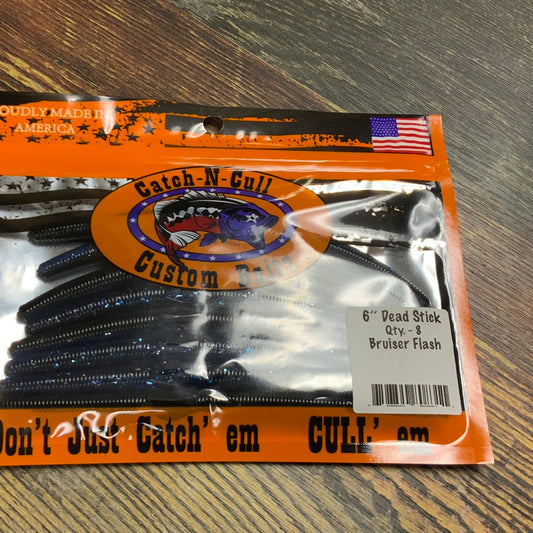 OUDLY MADE IN
AMERICA
Catch-N-Cull
Custom Baits
6" Dead Stick
Qty. - 8
Bruiser Flash
Don't Just Catch' em CULL' em